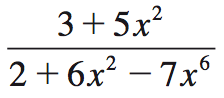 3 + 5x²
2 + 6x² − 7x⁶